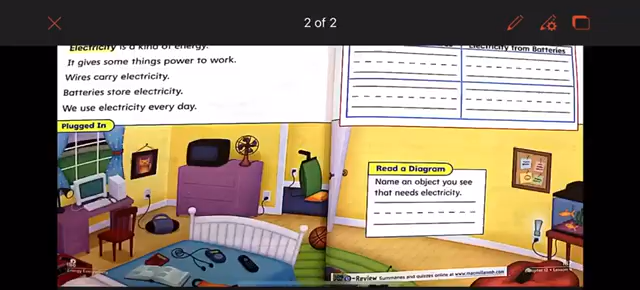 2 of 2
Electricity is a kind of energy.
It gives some things power to work.
Wires carry electricity.
Batteries store electricity.
We use electricity every day.
Electricity from Batteries
Plugged In
Read a Diagram
Name an object you see
that needs electricity.
-Review Summaries and quizzes online at www.macmillanmh.com